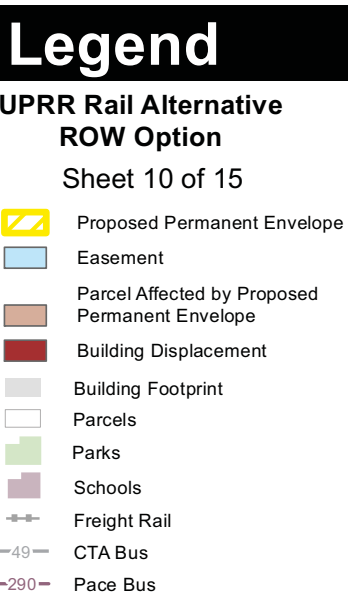 Legend
UPRR Rail Alternative
ROW Option
Sheet 10 of 15
Proposed Permanent Envelope
Easement
Parcel Affected by Proposed
Permanent Envelope
Building Displacement
Building Footprint
Parcels
Parks
Schools
Freight Rail
49 CTA Bus
290 Pace Bus